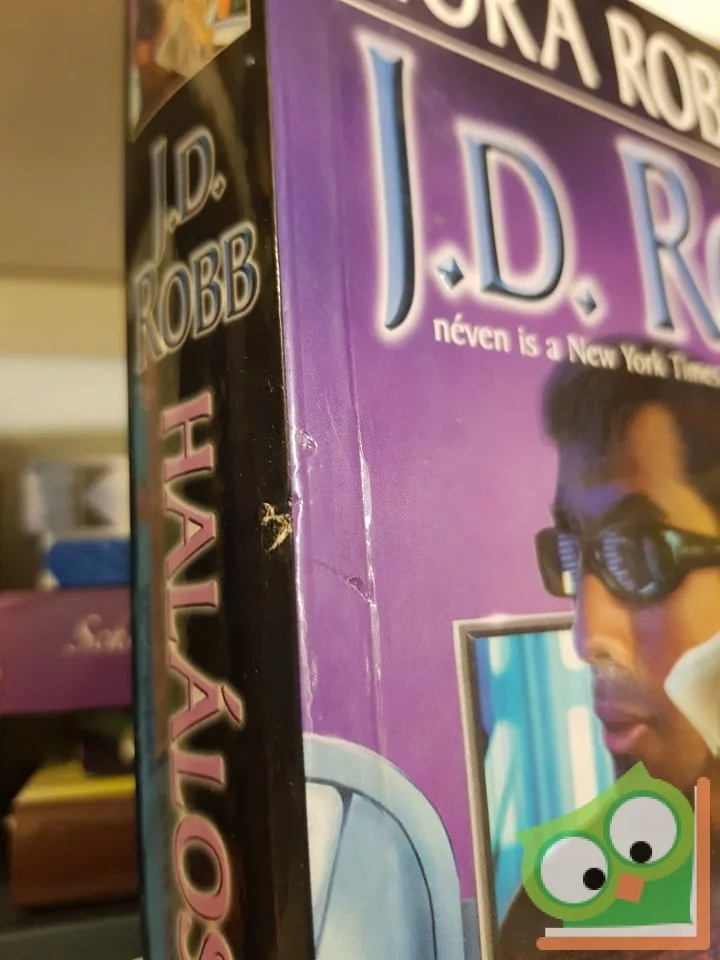 J.D.
ROBB
HALÁLOS
ORA ROB
J.D. R
néven is a New York Times